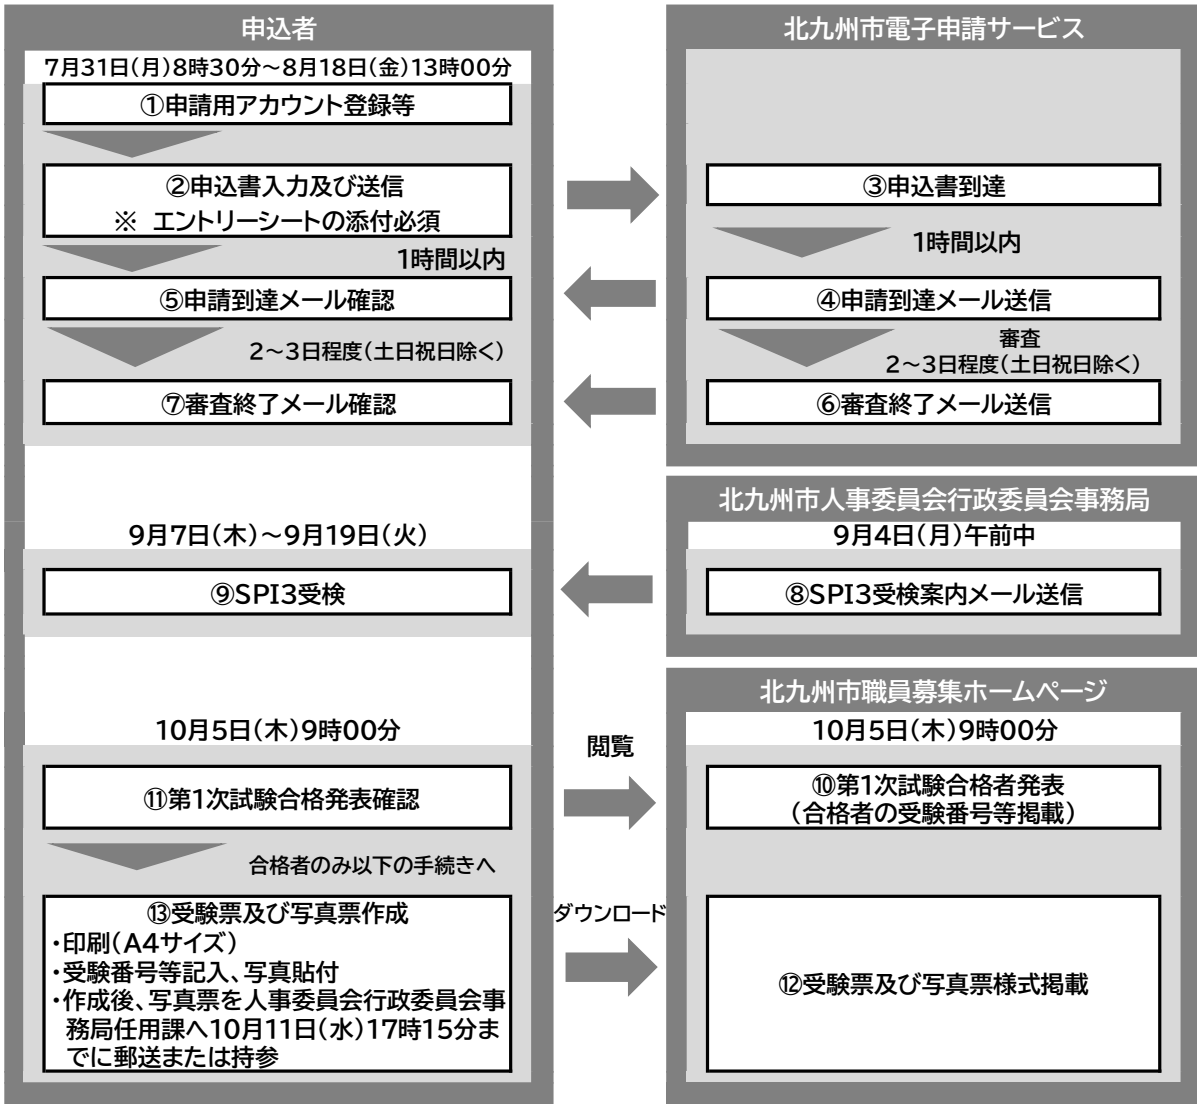 申込者
7月31日(月)8時30分～8月18日(金)13時00分
①申請用アカウント登録等
②申込書入力及び送信
※ エントリーシートの添付必須
1時間以内
⑤申請到達メール確認
2～3日程度(土日祝日除く)
⑦審査終了メール確認
北九州市電子申請サービス
③申込書到達
1時間以内
④申請到達メール送信
審査
2～3日程度(土日祝日除く)
⑥審査終了メール送信
9月7日(木)～9月19日(火)
⑨SPI3受検
北九州市人事委員会行政委員会事務局
9月4日(月)午前中
⑧SPI3受検案内メール送信
10月5日(木)9時00分
⑪第1次試験合格発表確認
合格者のみ以下の手続きへ
⑬受験票及び写真票作成
・印刷(A4サイズ)
・受験番号等記入、写真貼付
・作成後、写真票を人事委員会行政委員会事
務局任用課へ10月11日(水)17時15分ま
でに郵送または持参
閲覧
ダウンロード
北九州市職員募集ホームページ
10月5日(木)9時00分
⑩第1次試験合格者発表
(合格者の受験番号等掲載)
⑫受験票及び写真票様式掲載